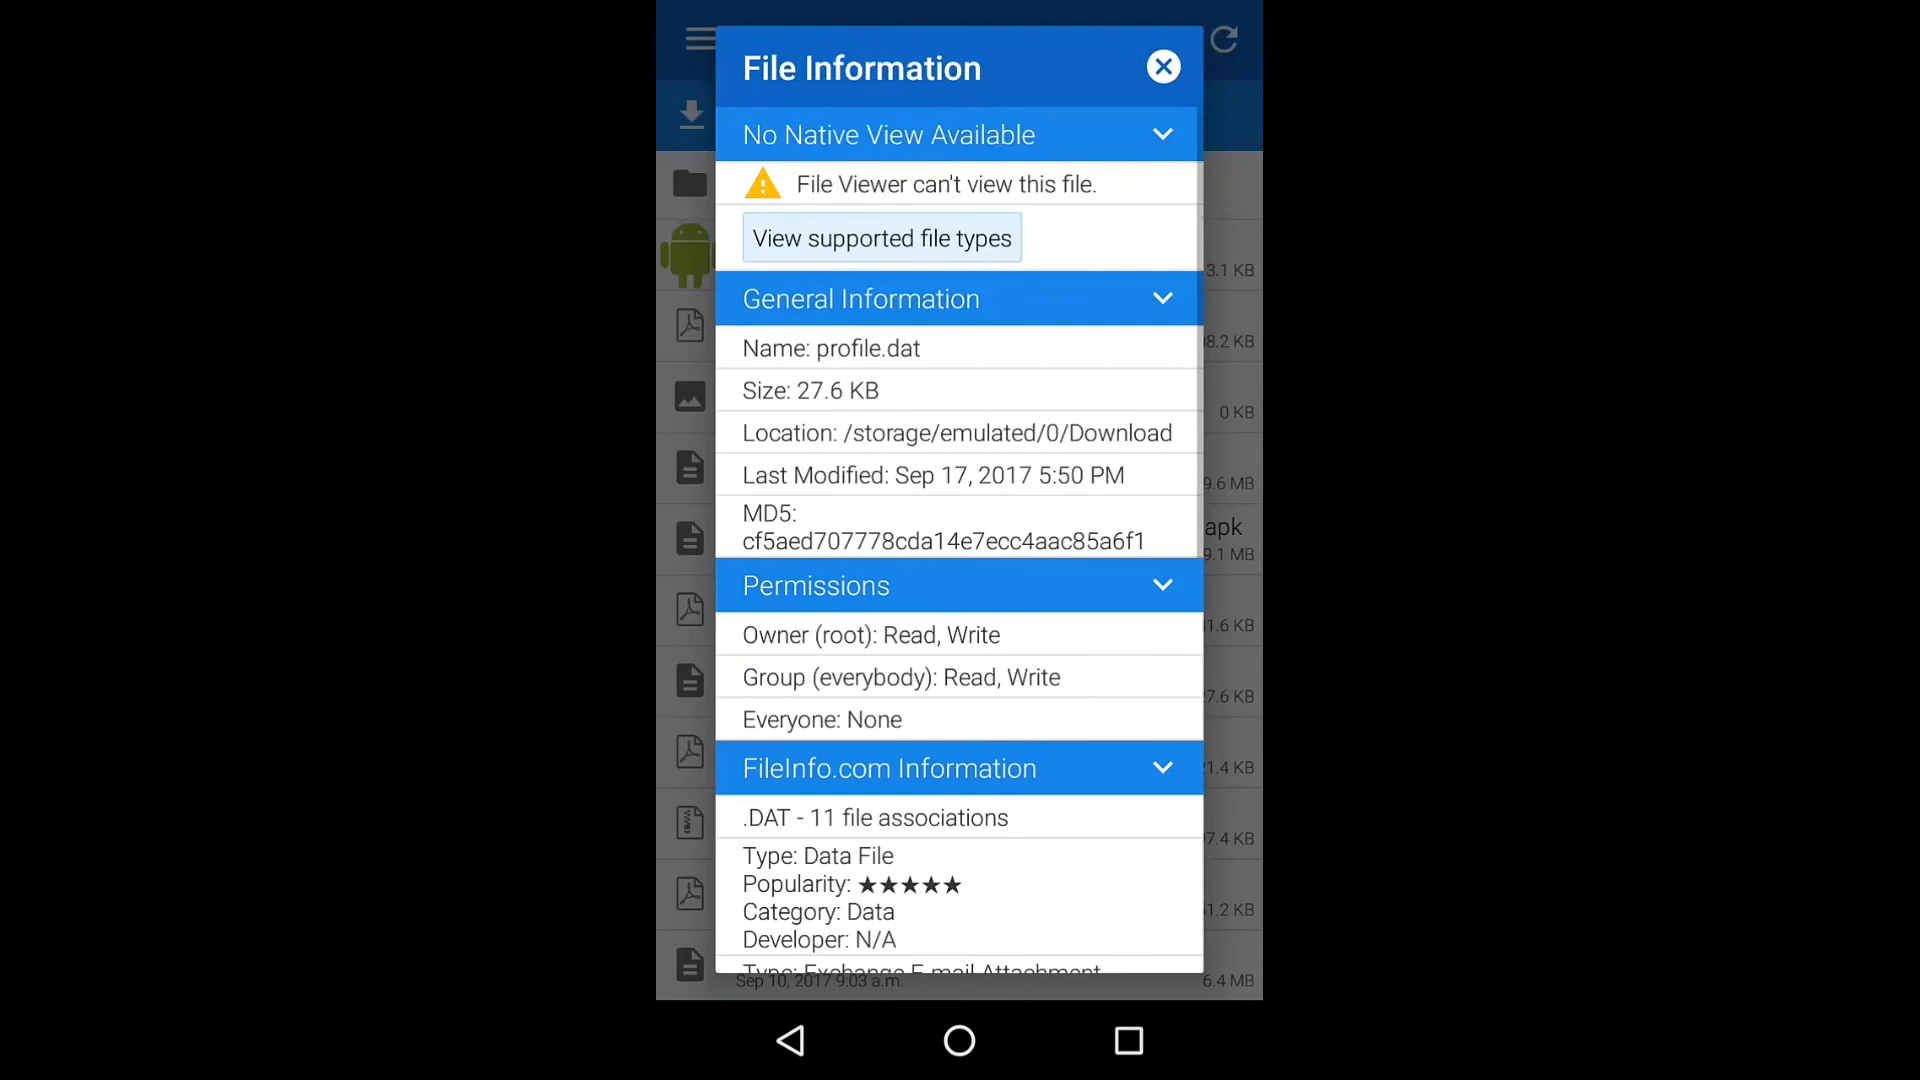 File Information
No Native View Available
File Viewer can't view this file.
View supported file types
3.1 KB
General Information
8.2 KB
Name: profile.dat
Size: 27.6 KB
0 KB
Location: /storage/emulated/0/Download
Last Modified: Sep 17, 2017 5:50 PM
9.6 MB
MD5:
cf5aed707778cda14e7ecc4aac85a6f1
apk
9.1 MB
Permissions
1.6 KB
Owner (root): Read, Write
Group (everybody): Read, Write
7.6 KB
Everyone: None
FileInfo.com Information
1.4 KB
.DAT - 11 file associations
7.4 KB
Type: Data File
Popularity: ★★★★★
Category: Data
1.2 KB
Developer: N/A
Type: Exchange E-mail Attachment
Sep 10, 2017 9:03 a.m.
6.4 MB